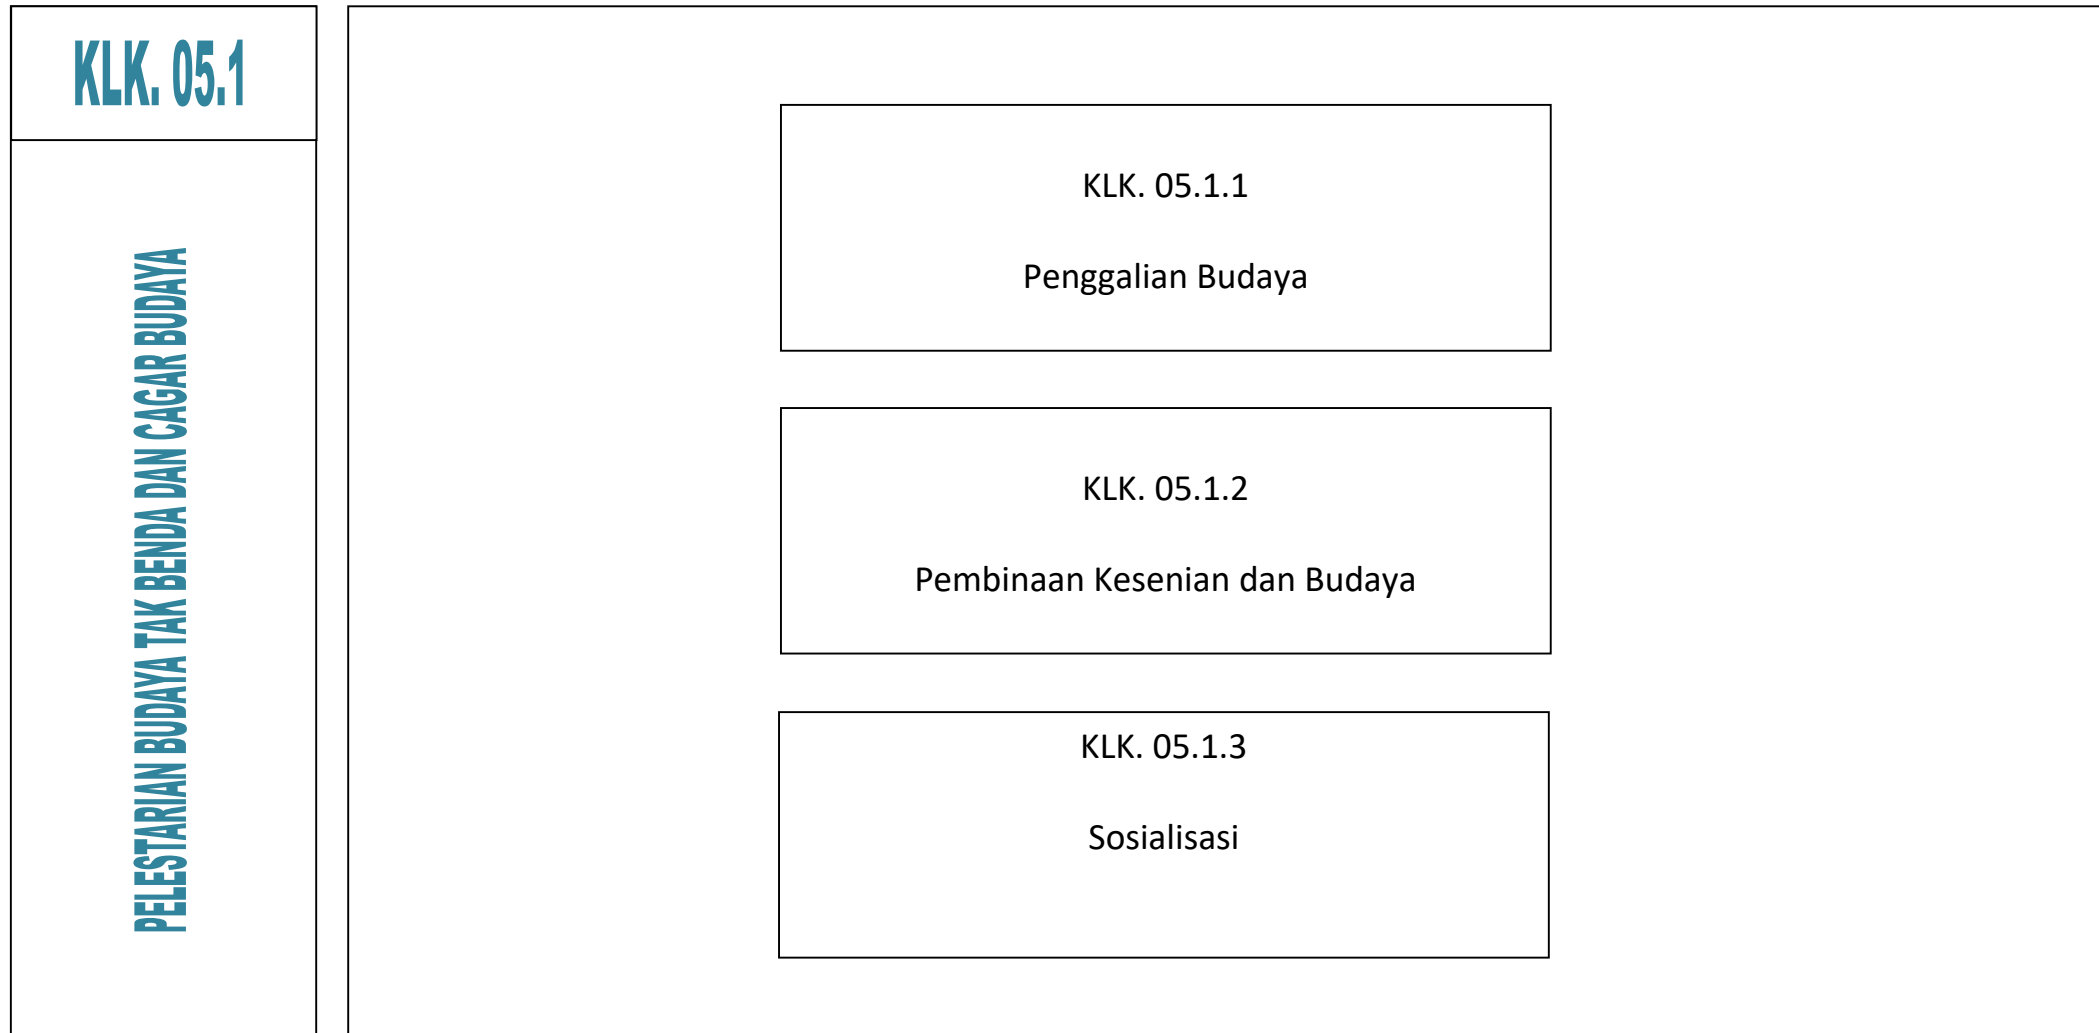 KLK. 05.1
PELESTARIAN BUDAYA TAK BENDA DAN CAGAR BUDAYA
KLK. 05.1.1
Penggalian Budaya
KLK. 05.1.2
Pembinaan Kesenian dan Budaya
KLK. 05.1.3
Sosialisasi